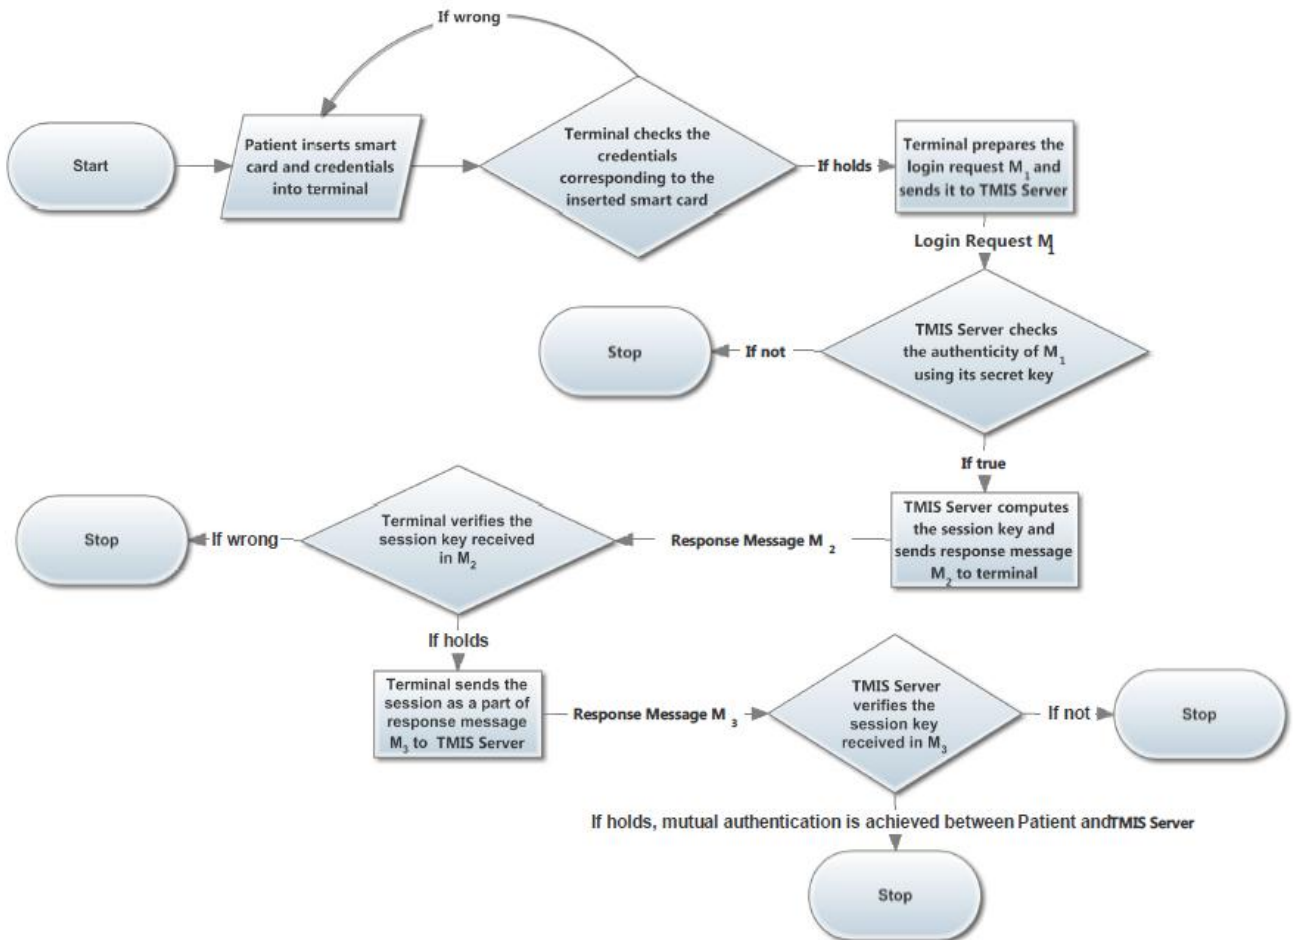 If wrong
Start
Patient inserts smart
card and credentials
into terminal
Terminal checks the
credentials
corresponding to the
inserted smart card
If holds
Terminal prepares the
login request M1 and
sends it to TMIS Server
Login Request M1
TMIS Server checks
the authenticity of M1
using its secret key
If not
Stop
If true
TMIS Server computes
the session key and
sends response message
M2 to terminal
Response Message M2
Terminal verifies the
session key received
in M2
If wrong
Stop
If holds
Terminal sends the
session as a part of
response message
M3 to TMIS Server
Response Message M3
TMIS Server
verifies the
session key
received in M3
If not
Stop
If holds, mutual authentication is achieved between Patient and TMIS Server
Stop